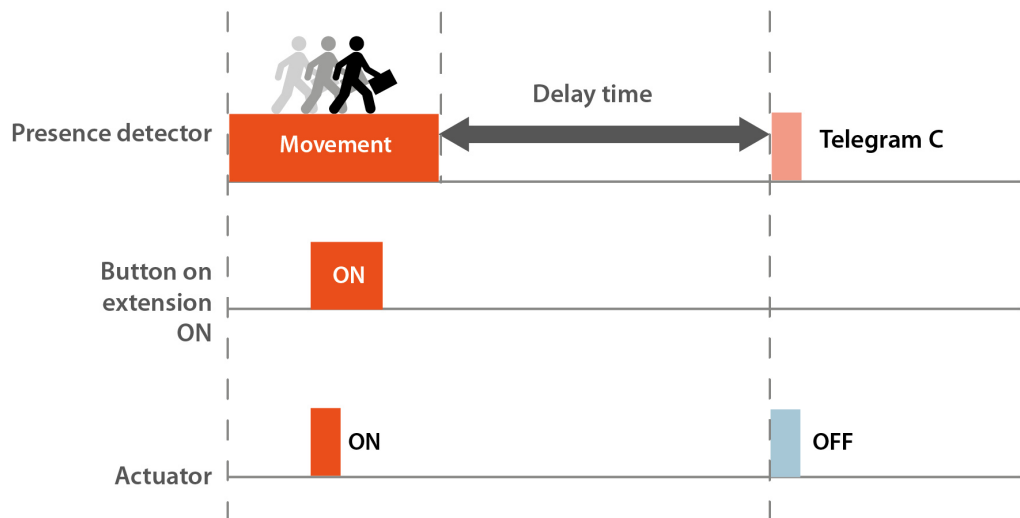 Delay time
Presence detector
Movement
Telegram C
Button on
extension
ON
ON
ON
OFF
Actuator